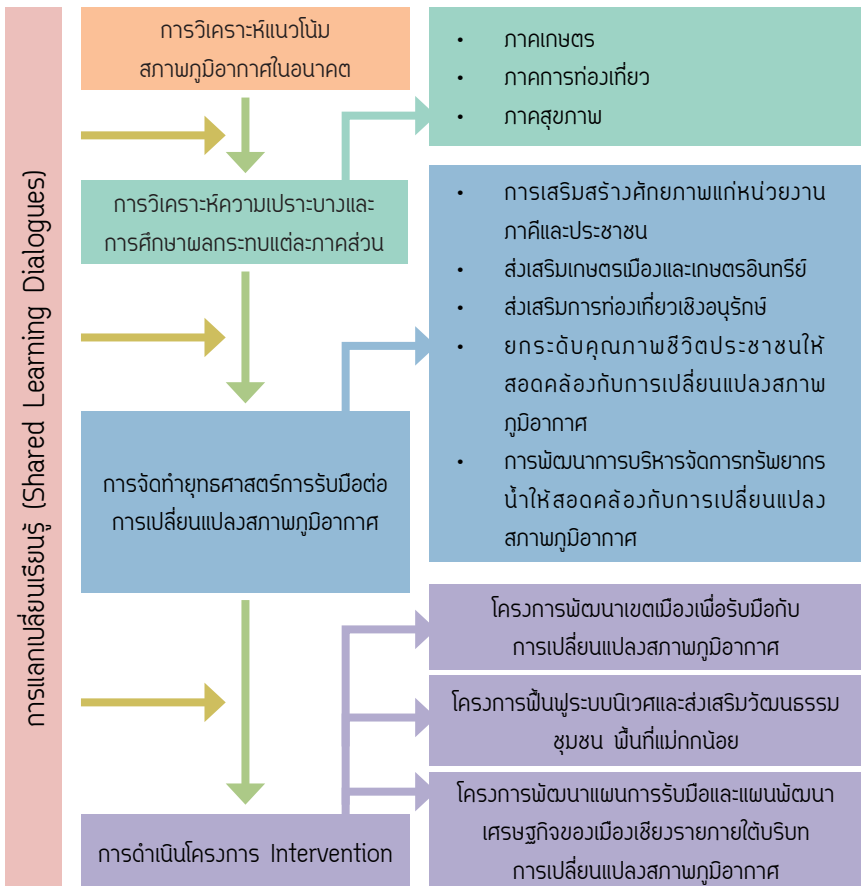 การแลกเปลี่ยนเรียนรู้ (Shared Learning Dialogues)
การวิเคราะห์แนวโน้ม
สภาพภูมิอากาศในอนาคต
• ภาคเกษตร
• ภาคการท่องเที่ยว
• ภาคสุขภาพ
การวิเคราะห์ความเปราะบางและ
การศึกษาผลกระทบแต่ละภาคส่วน
• การเสริมสร้างศักยภาพแก่หน่วยงาน
ภาคีและประชาชน
• ส่งเสริมเกษตรเมืองและเกษตรอินทรีย์
• ส่งเสริมการท่องเที่ยวเชิงอนุรักษ์
• ยกระดับคุณภาพชีวิตประชาชนให้
สอดคล้องกับการเปลี่ยนแปลงสภาพ
ภูมิอากาศ
• การพัฒนาการบริหารจัดการทรัพยากร
น้ำให้สอดคล้องกับการเปลี่ยนแปลง
สภาพภูมิอากาศ
การจัดทำยุทธศาสตร์การรับมือต่อ
การเปลี่ยนแปลงสภาพภูมิอากาศ
โครงการพัฒนาเขตเมืองเพื่อรับมือกับ
การเปลี่ยนแปลงสภาพภูมิอากาศ
โครงการฟื้นฟูระบบนิเวศและส่งเสริมวัฒนธรรม
ชุมชน พื้นที่แม่กกน้อย
โครงการพัฒนาแผนการรับมือและแผนพัฒนา
เศรษฐกิจของเมืองเชียงรายภายใต้บริบท
การเปลี่ยนแปลงสภาพภูมิอากาศ
การดำเนินโครงการ Intervention